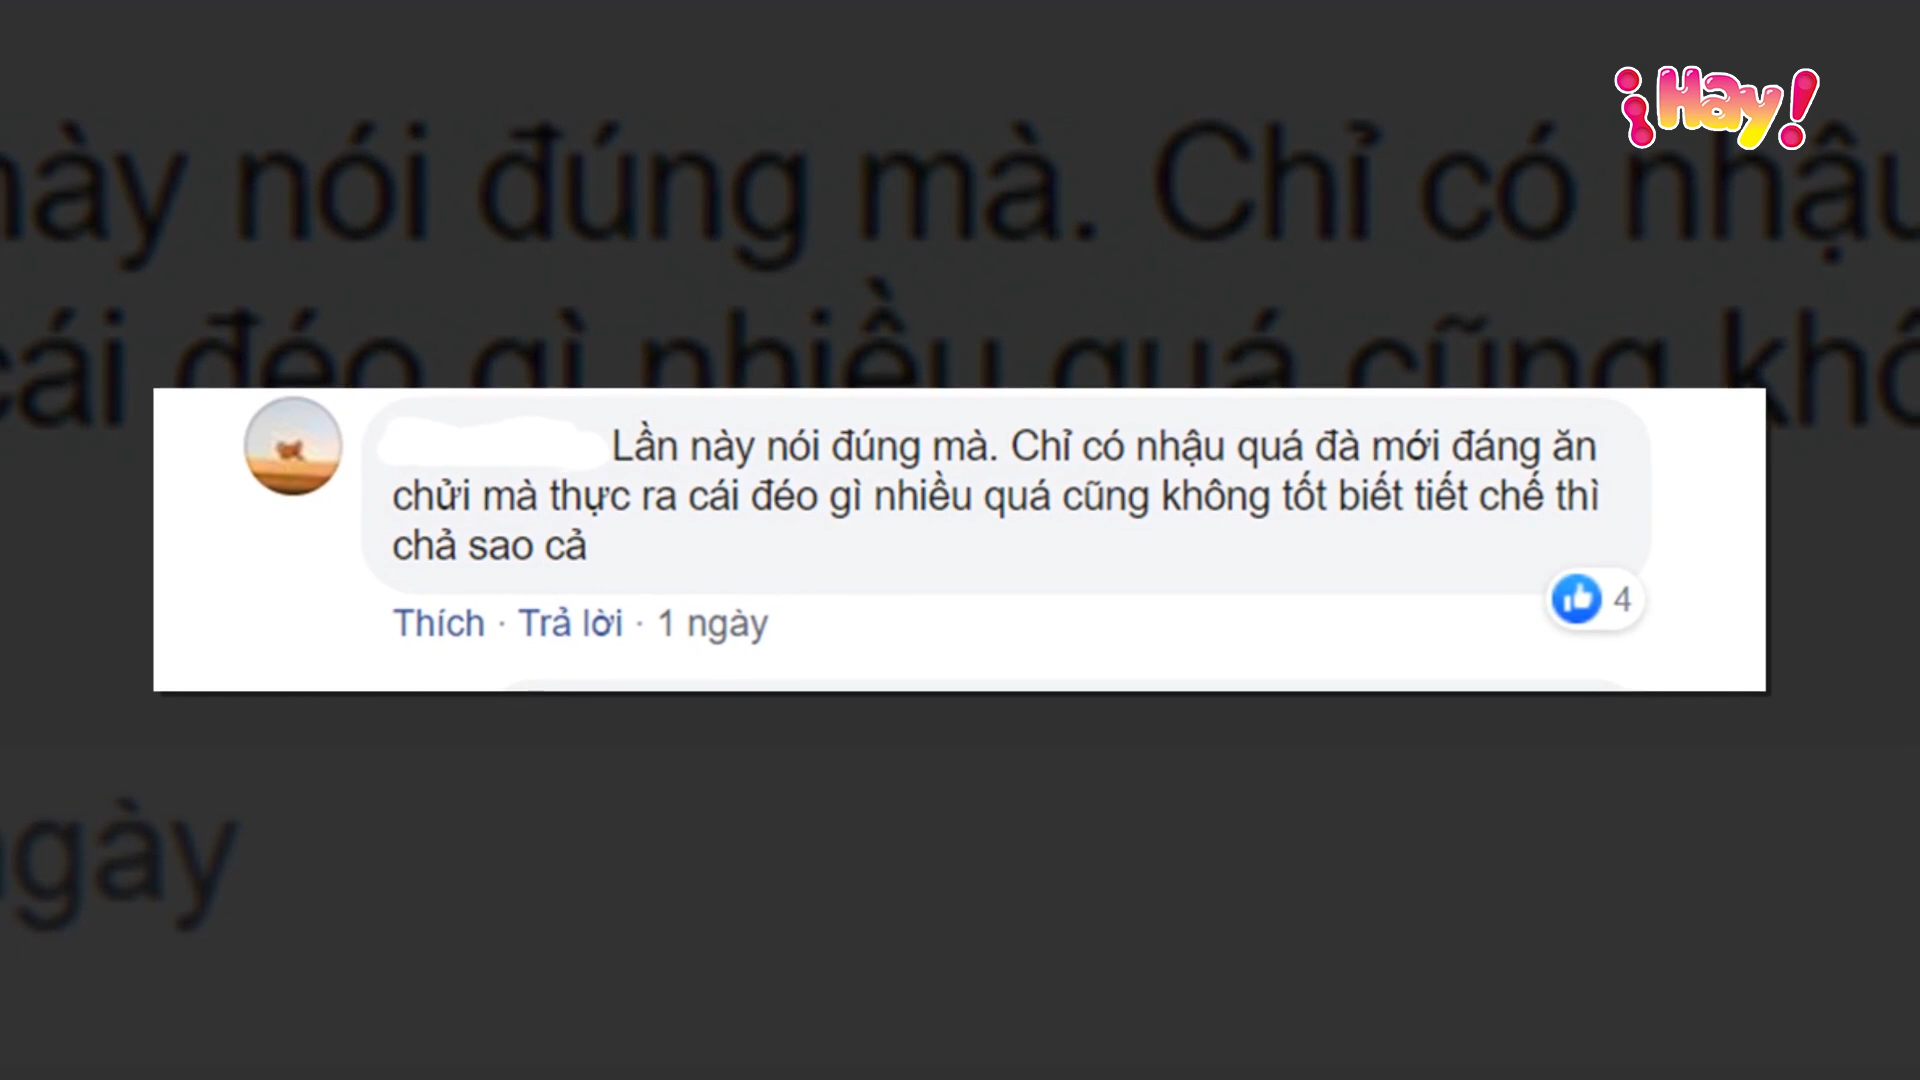 ¡Hay!
này nói đúng mà. Chỉ có nhậu
cái đéo gì nhiều quá cũng khô
Lần này nói đúng mà. Chỉ có nhậu quá đà mới đáng ăn
chửi mà thực ra cái đéo gì nhiều quá cũng không tốt biết tiết chế thì
chả sao cả
4
Thích · Trả lời · 1 ngày
ngày